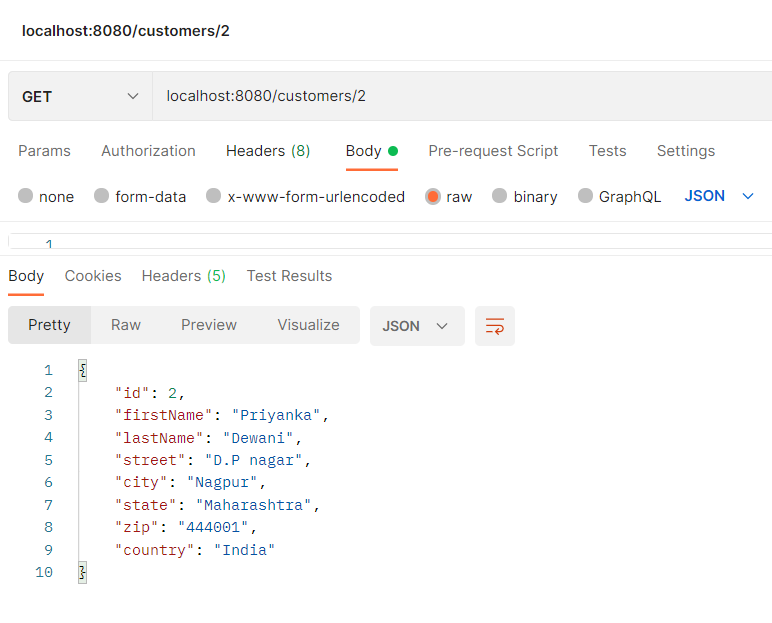 localhost:8080/customers/2
GET localhost:8080/customers/2
Params Authorization Headers (8) Body Pre-request Script Tests Settings
none form-data x-www-form-urlencoded raw binary GraphQL JSON
1
Body Cookies Headers (5) Test Results
Pretty Raw Preview Visualize JSON
1 {
2 "id": 2,
3 "firstName": "Priyanka",
4 "lastName": "Dewani",
5 "street": "D.P nagar",
6 "city": "Nagpur",
7 "state": "Maharashtra",
8 "zip": "444001",
9 "country": "India"
10 }